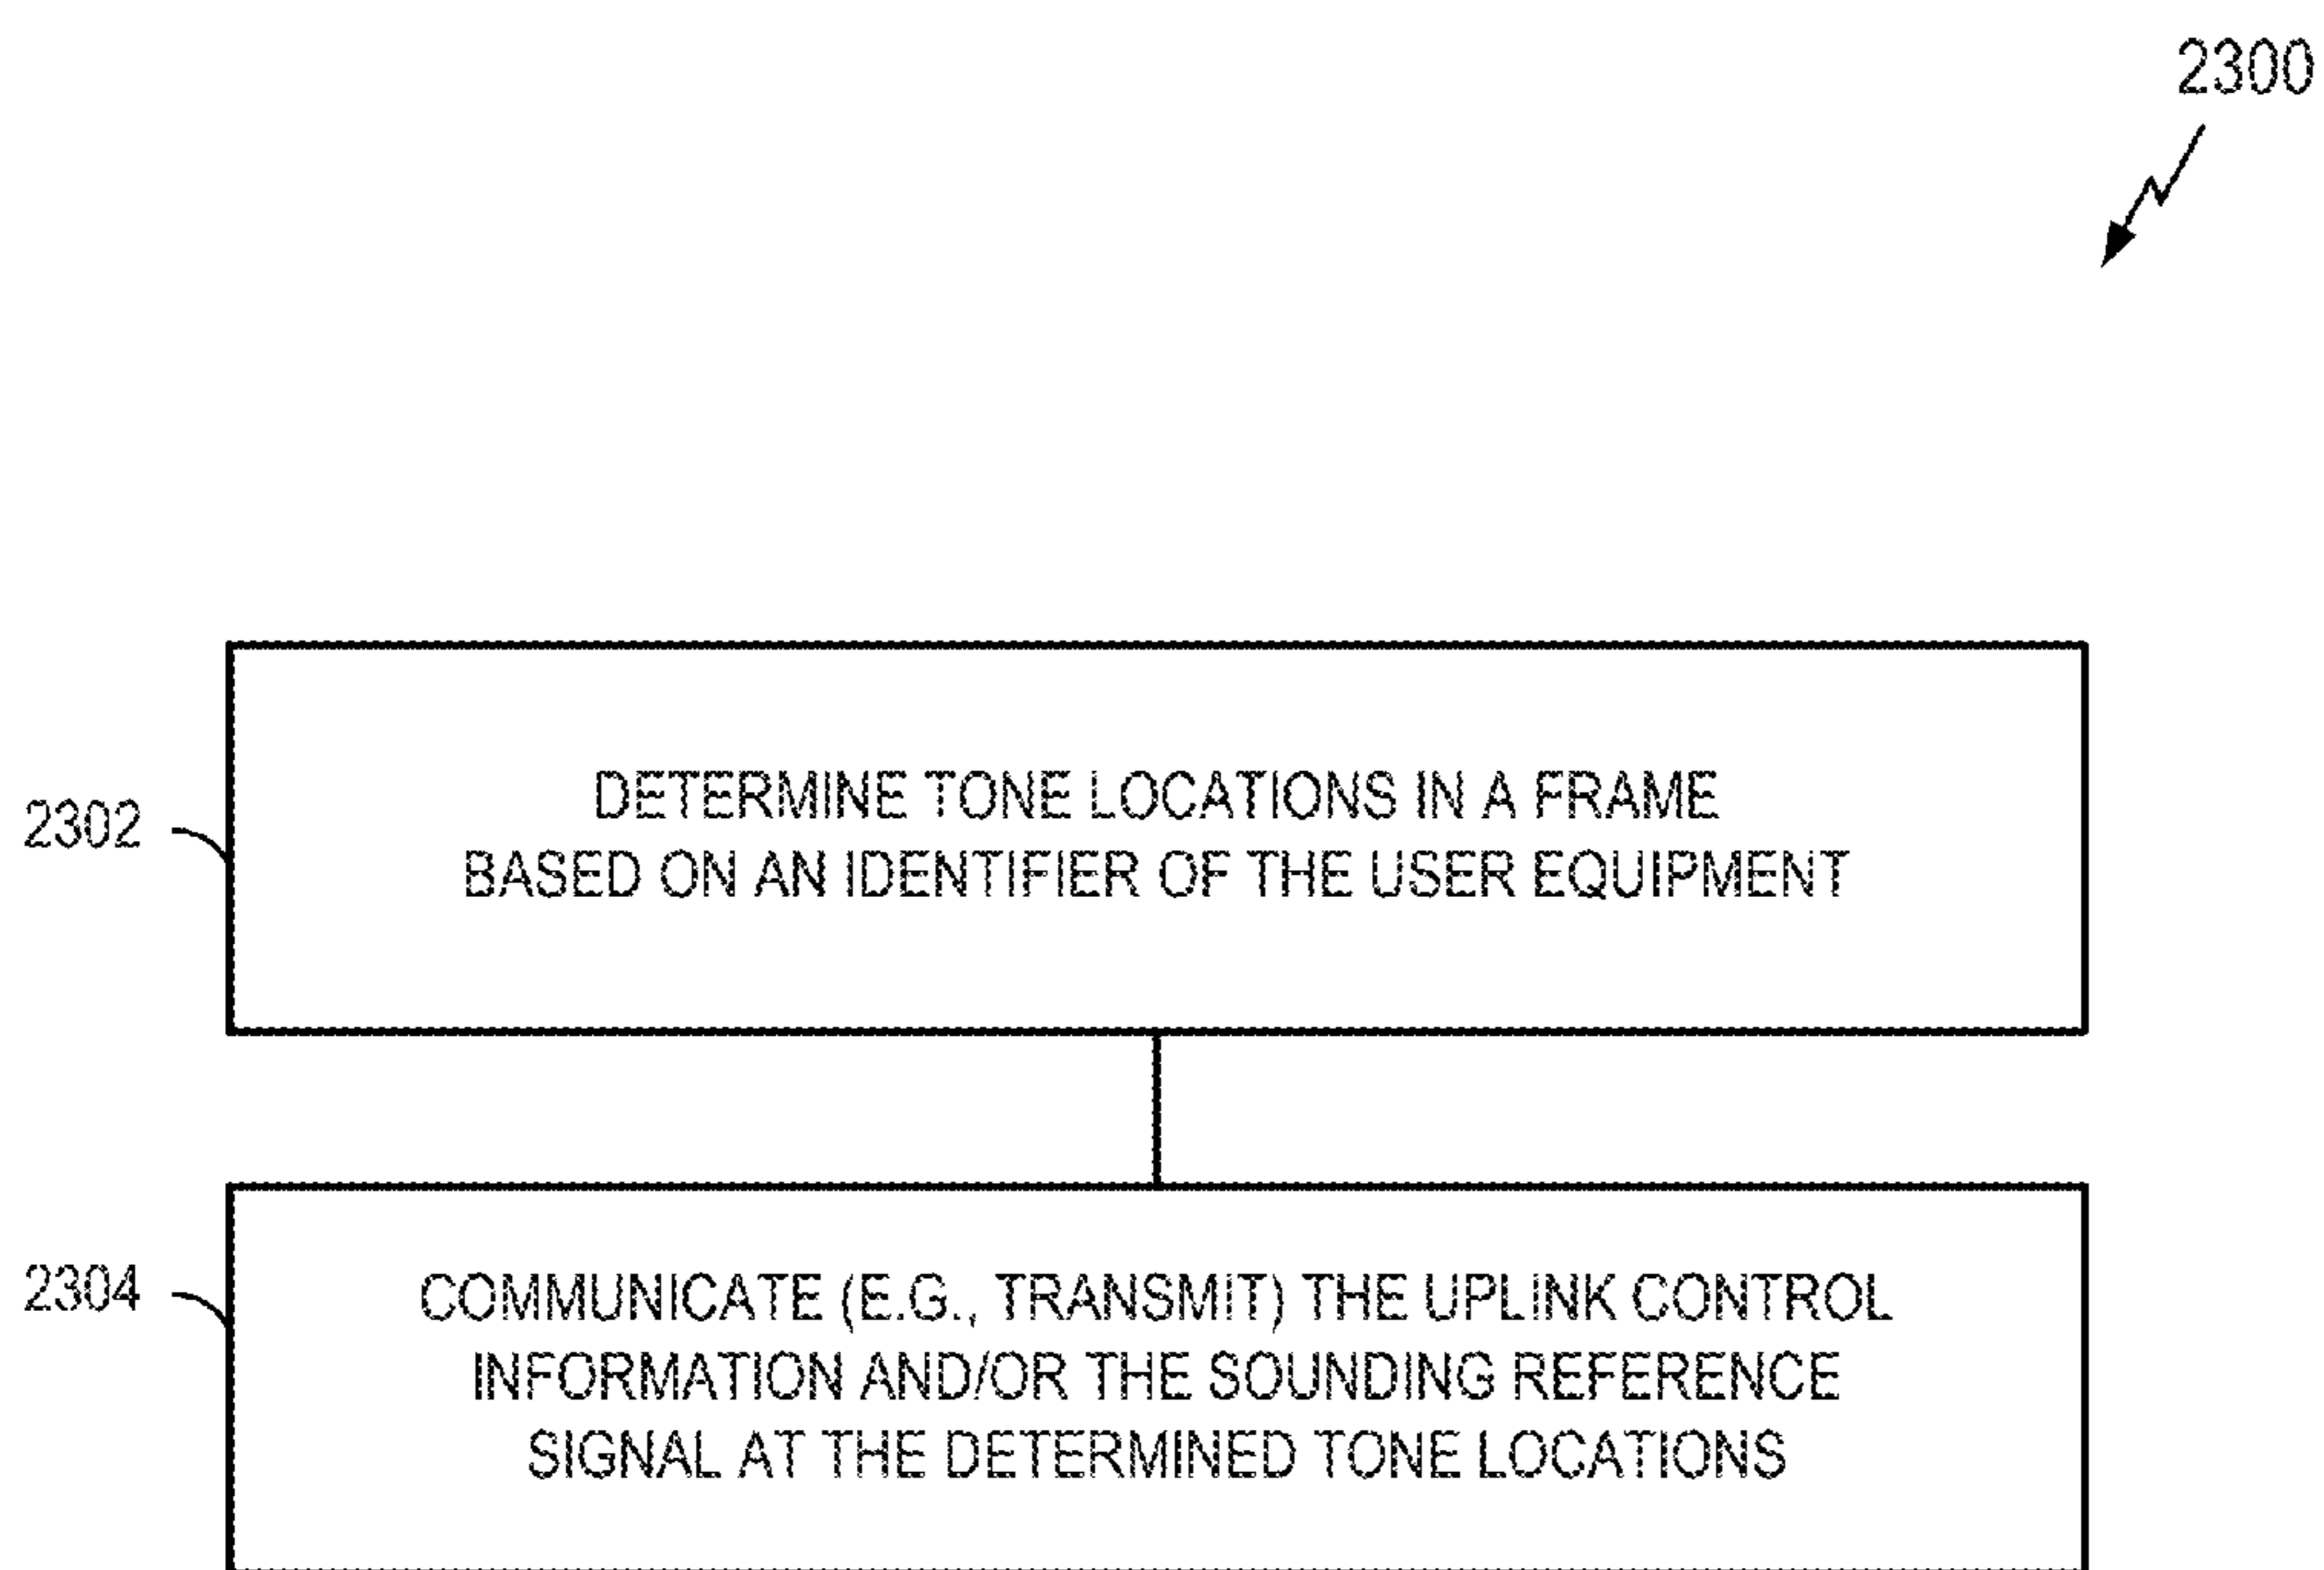 2300
2302
DETERMINE TONE LOCATIONS IN A FRAME
BASED ON AN IDENTIFIER OF THE USER EQUIPMENT
2304
COMMUNICATE (E.G., TRANSMIT) THE UPLINK CONTROL
INFORMATION AND/OR THE SOUNDING REFERENCE
SIGNAL AT THE DETERMINED TONE LOCATIONS